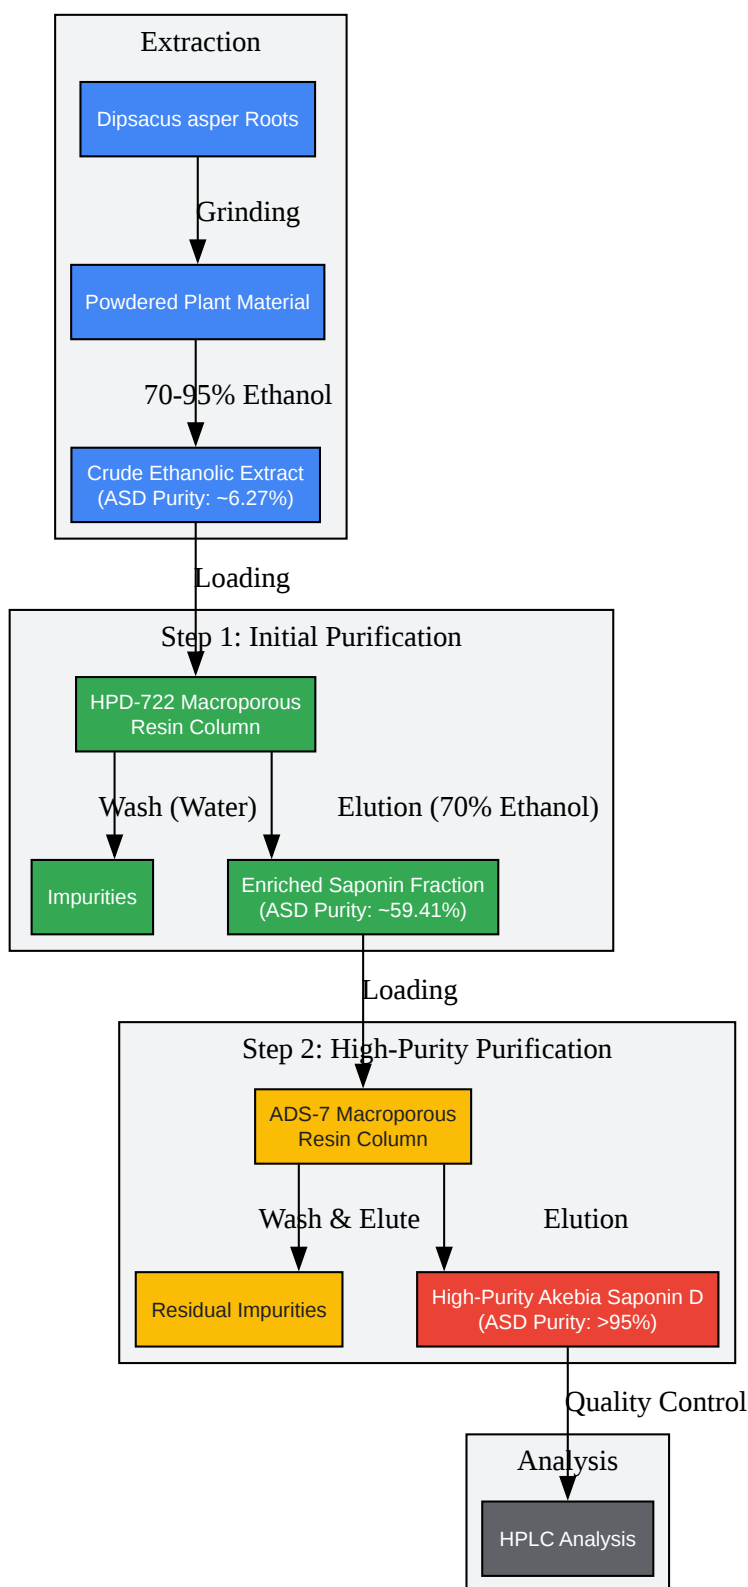 Extraction
Dipsacus asper Roots
Grinding
Powdered Plant Material
70-95% Ethanol
Crude Ethanolic Extract
(ASD Purity: ~6.27%)
Loading
Step 1: Initial Purification
HPD-722 Macroporous
Resin Column
Wash (Water)
Elution (70% Ethanol)
Impurities
Enriched Saponin Fraction
(ASD Purity: ~59.41%)
Loading
Step 2: High-Purity Purification
ADS-7 Macroporous
Resin Column
Wash & Elute
Elution
Residual Impurities
High-Purity Akebia Saponin D
(ASD Purity: >95%)
Quality Control
Analysis
HPLC Analysis